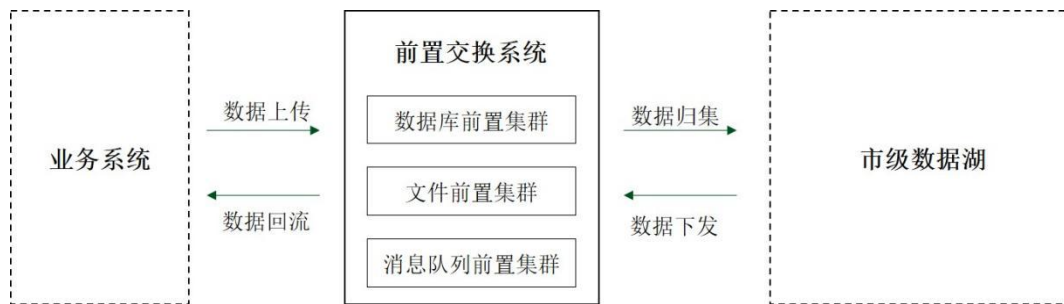 业务系统
数据上传
数据回流
前置交换系统
数据库前置集群
文件前置集群
消息队列前置集群
数据归集
数据下发
市级数据湖